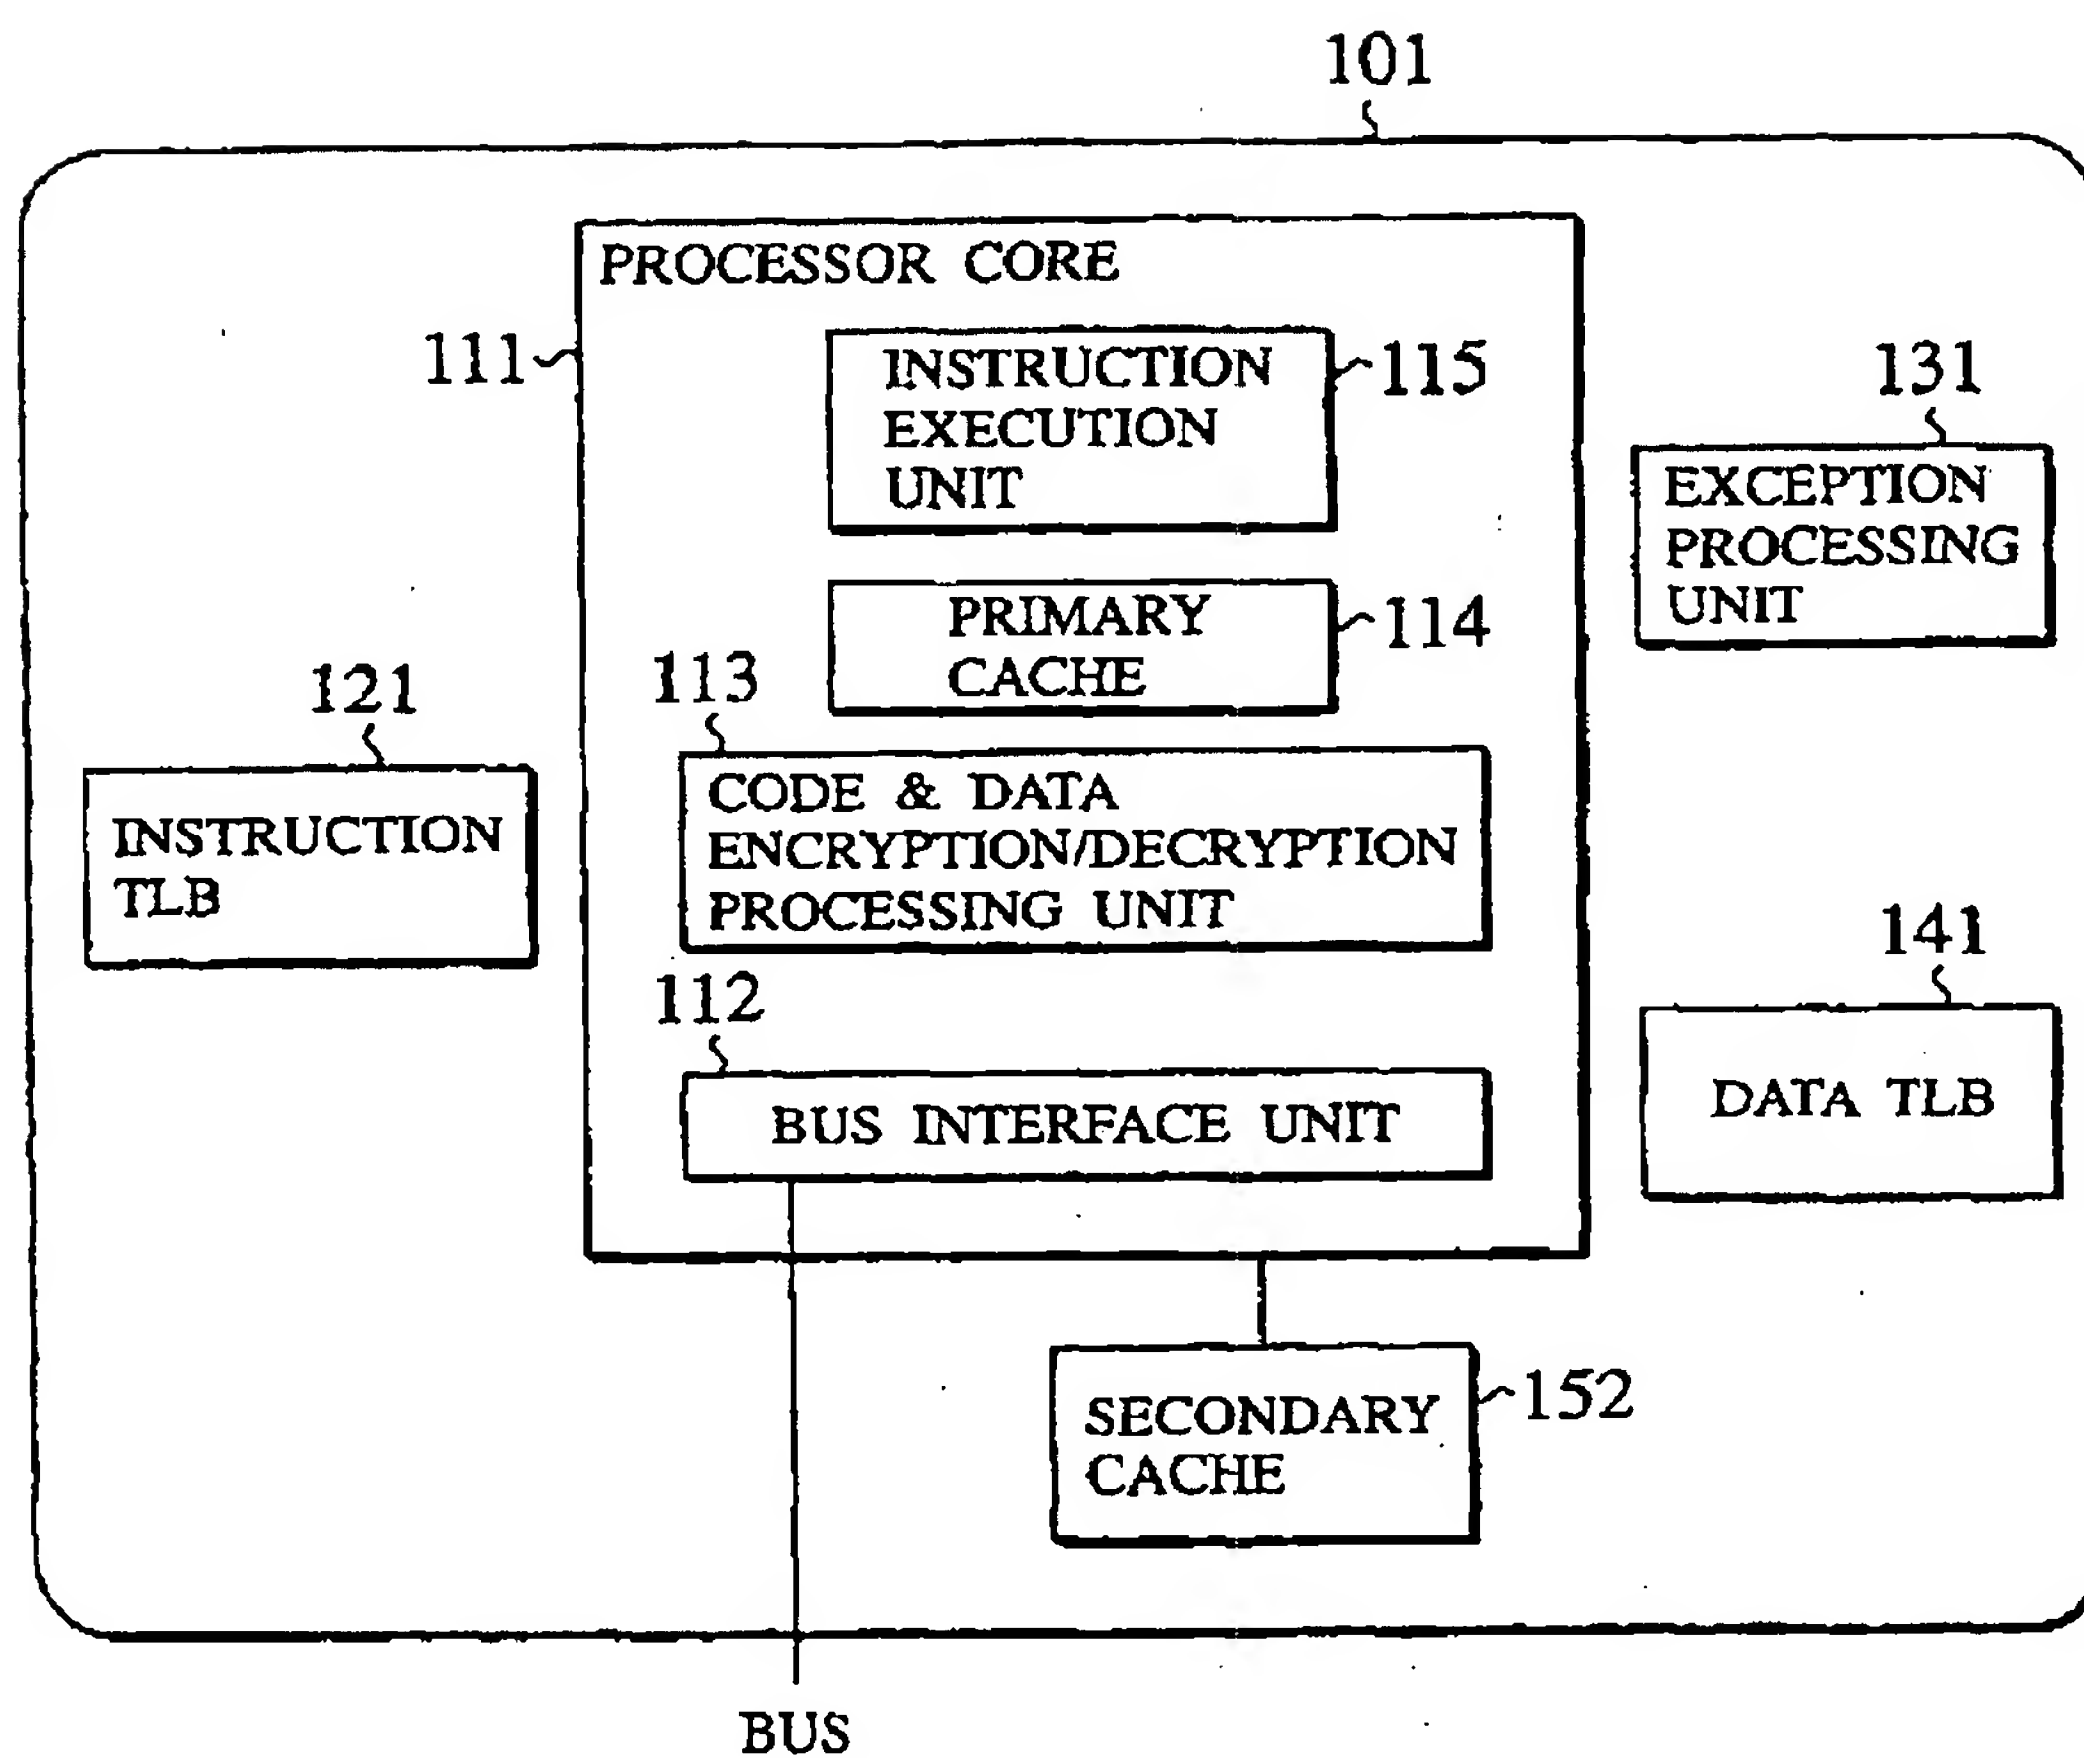 101
PROCESSOR CORE
111
INSTRUCTION
EXECUTION
UNIT
115
131
EXCEPTION
PROCESSING
UNIT
PRIMARY
CACHE
114
113
121
CODE & DATA
ENCRYPTION/DECRYPTION
PROCESSING UNIT
INSTRUCTION
TLB
141
112
DATA TLB
BUS INTERFACE UNIT
SECONDARY
CACHE
152
BUS